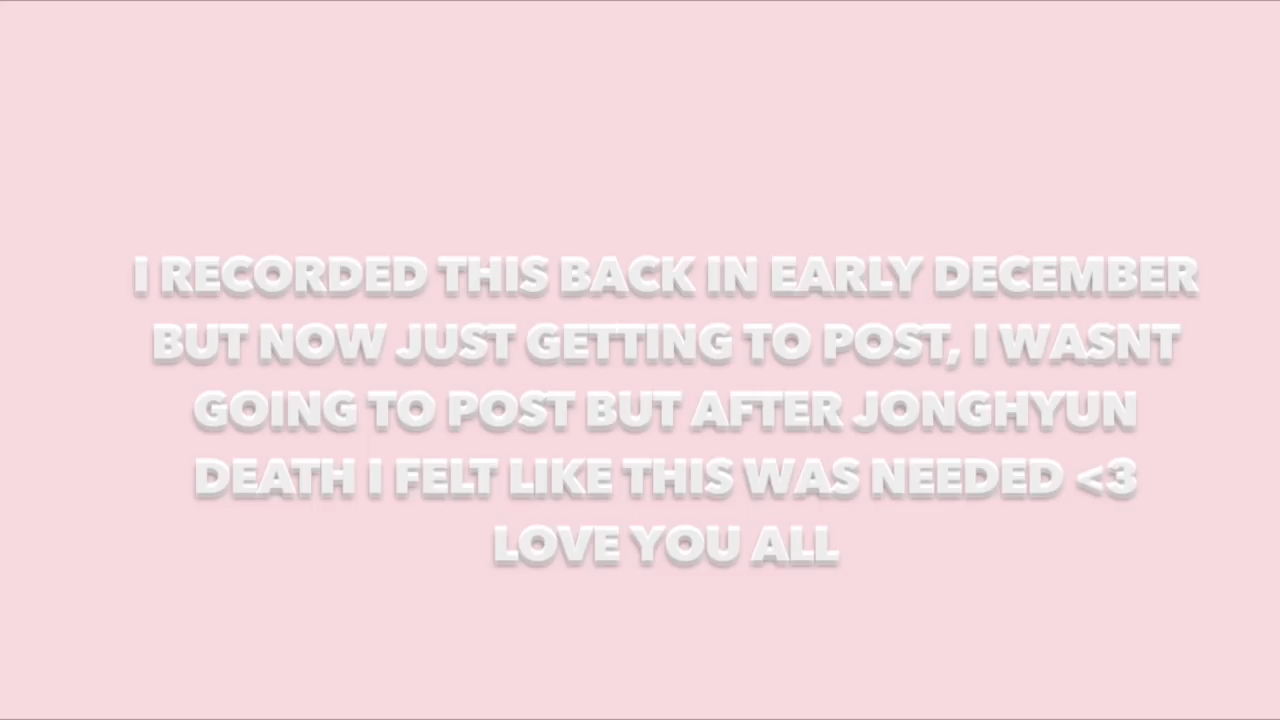 I RECORDED THIS BACK IN EARLY DECEMBER
BUT NOW JUST GETTING TO POST, I WASNT
GOING TO POST BUT AFTER JONGHYUN
DEATH I FELT LIKE THIS WAS NEEDED <3
LOVE YOU ALL